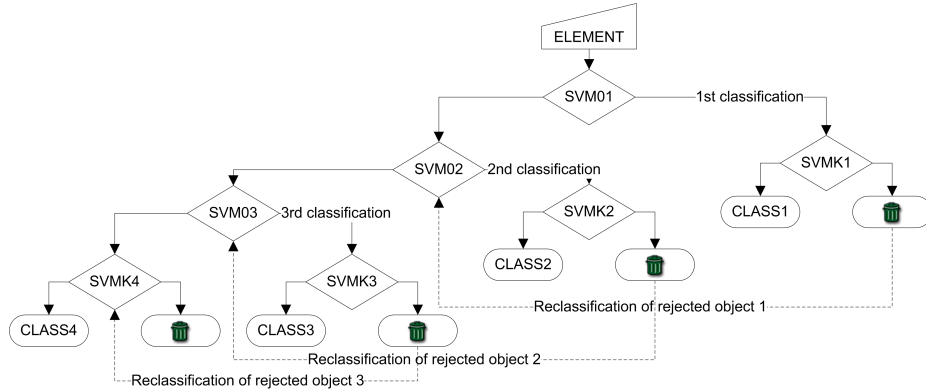 ELEMENT
SVM01
1st classification
SVM02
2nd classification
SVMK1
SVM03
3rd classification
SVMK2
CLASS1
CLASS2
SVMK4
SVMK3
Reclassification of rejected object 1
CLASS4
CLASS3
Reclassification of rejected object 2
Reclassification of rejected object 3